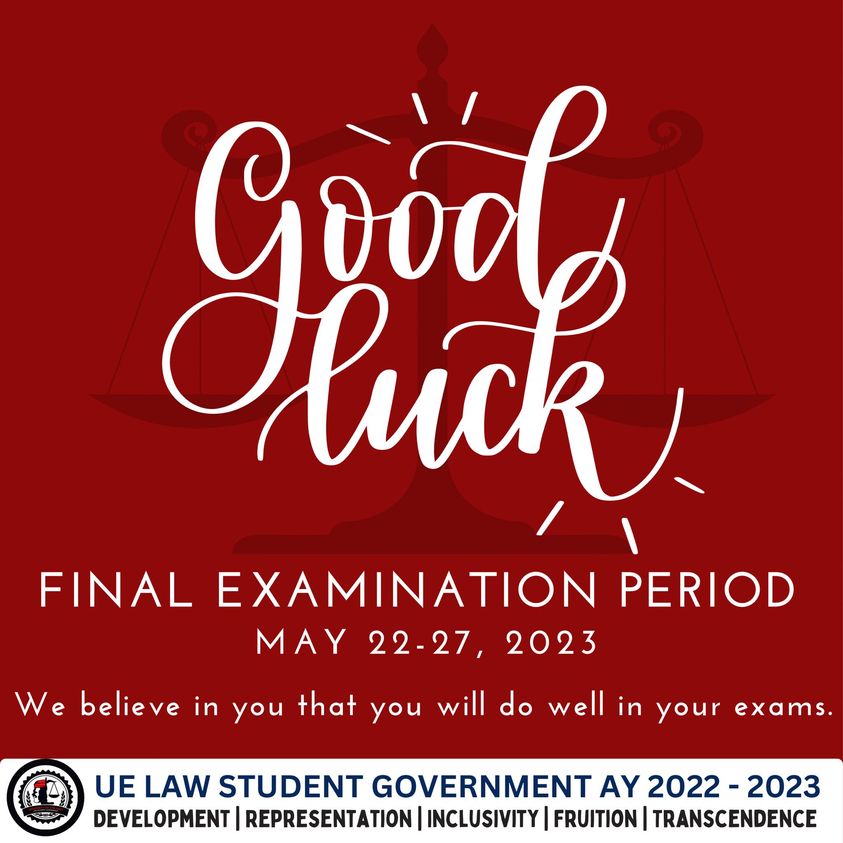 Good
luck
FINAL EXAMINATION PERIOD
MAY 22-27, 2023
We believe in you that you will do well in your exams.
UE LAW STUDENT GOVERNMENT AY 2022 - 2023
DEVELOPMENT | REPRESENTATION | INCLUSIVITY | FRUITION | TRANSCENDENCE